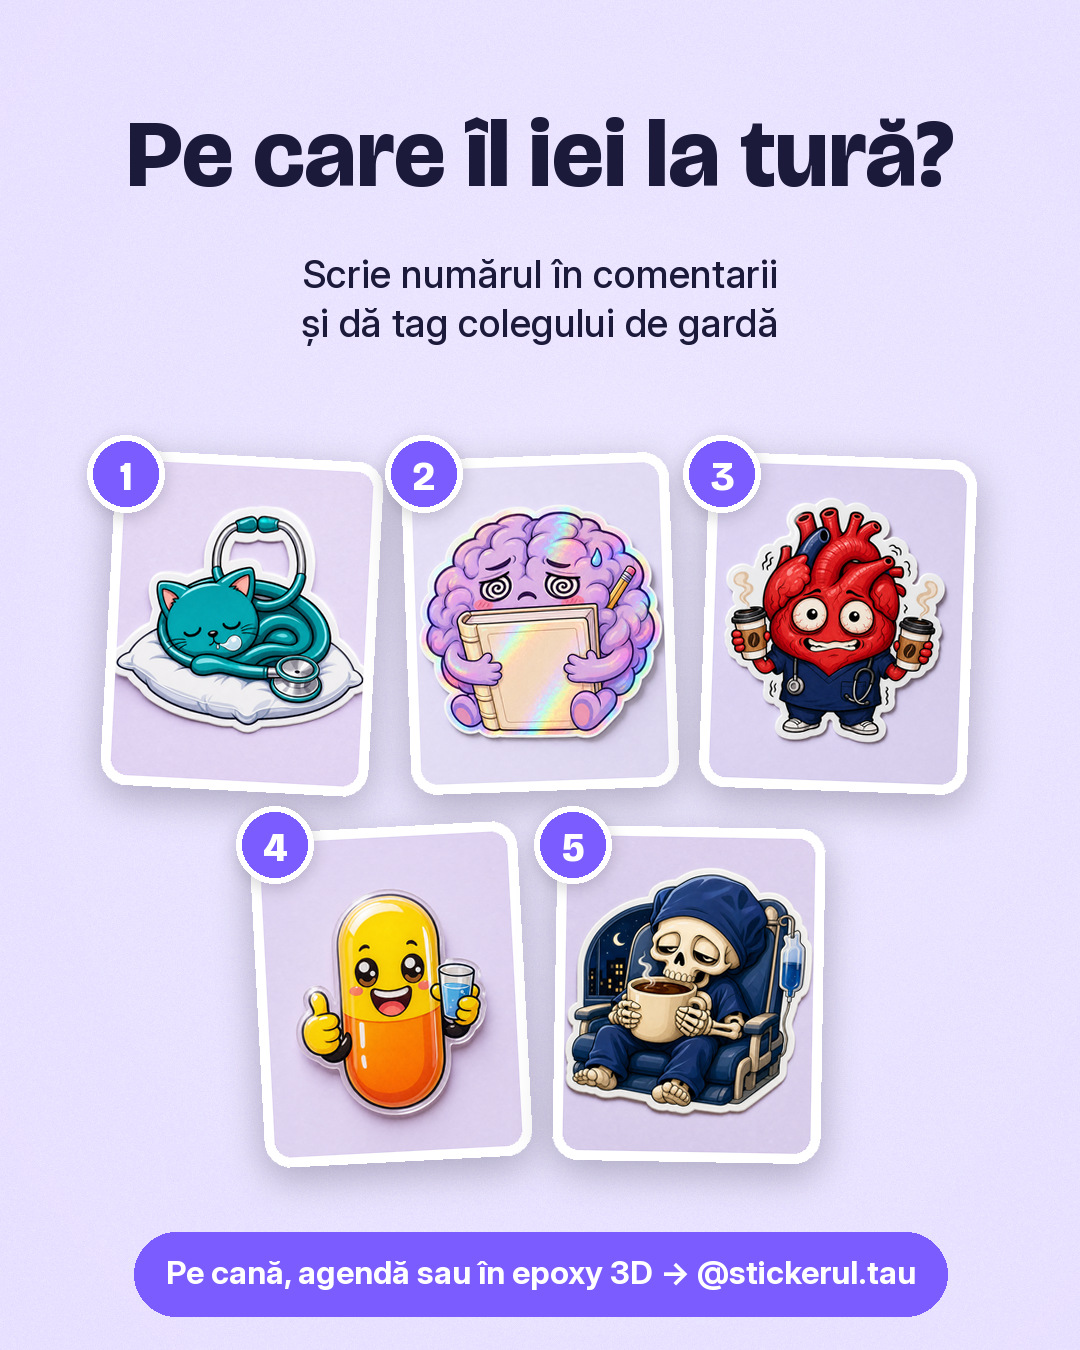 Pe care îl iei la tură?
Scrie numărul în comentarii
și dă tag colegului de gardă
1
2
3
4
5
Pe cană, agendă sau în epoxy 3D → @stickerul.tau